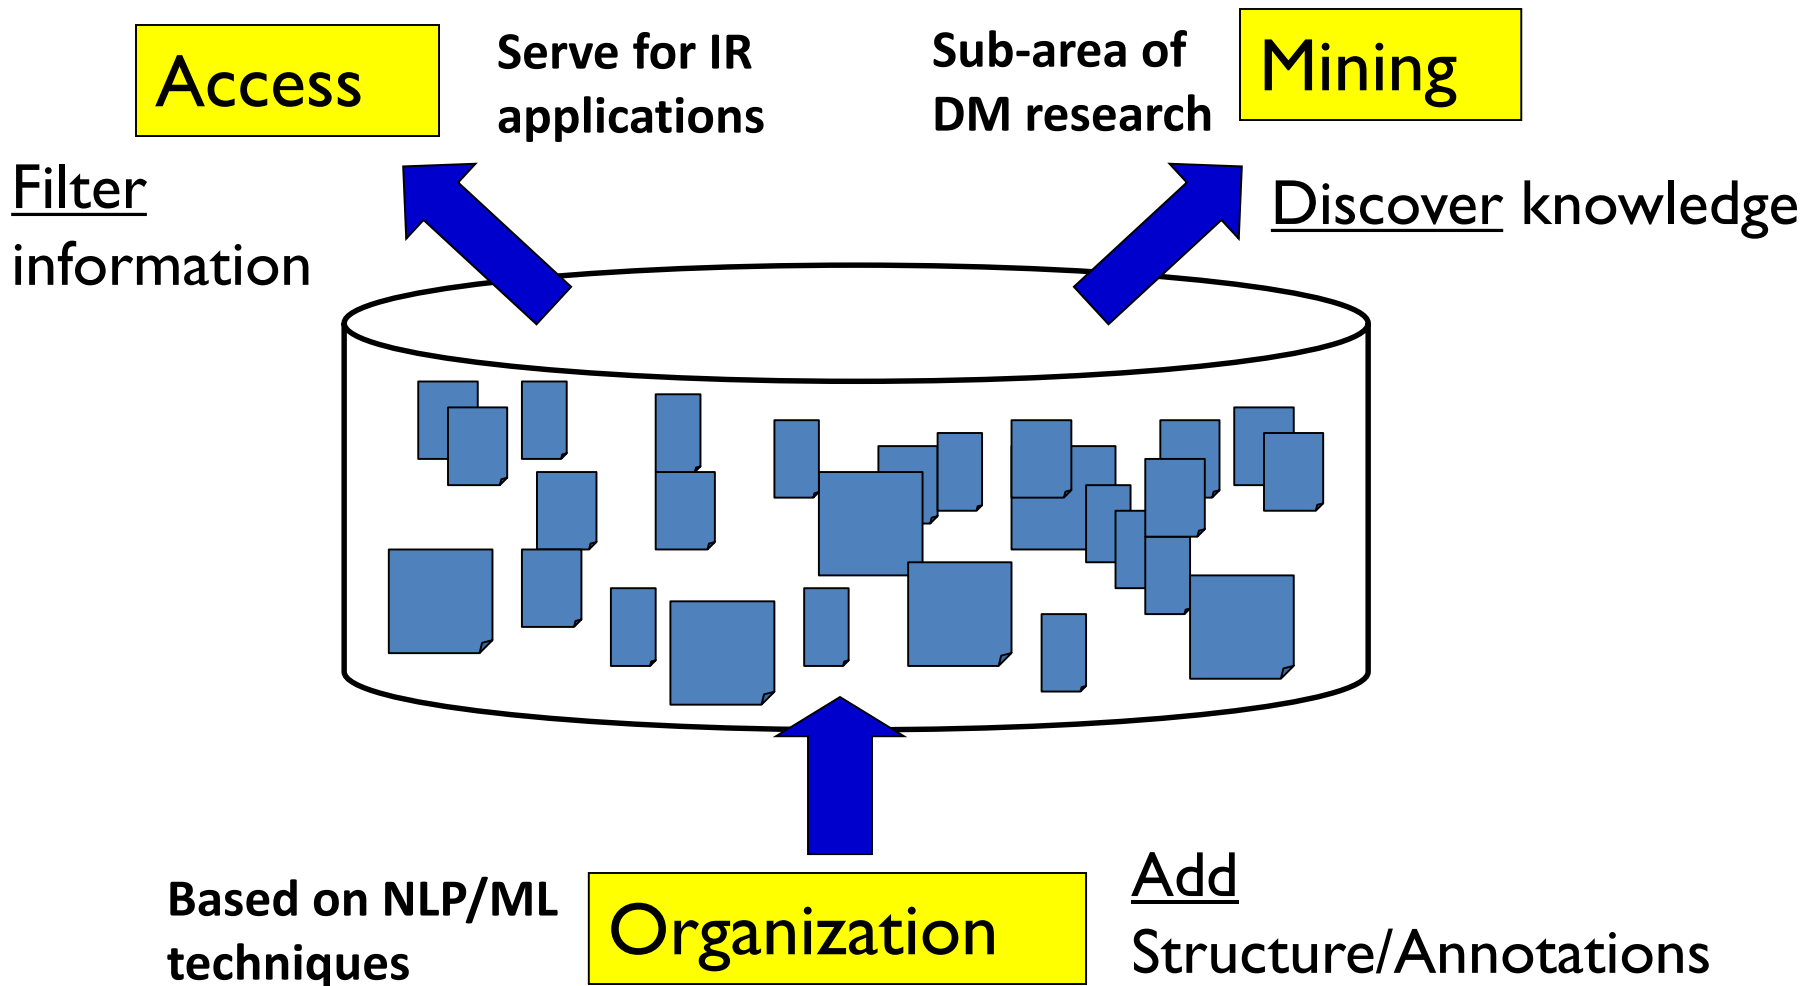 Access
Serve for IR
applications
Sub-area of
DM research
Mining
Filter
information
Discover knowledge
Based on NLP/ML
techniques
Organization
Add
Structure/Annotations